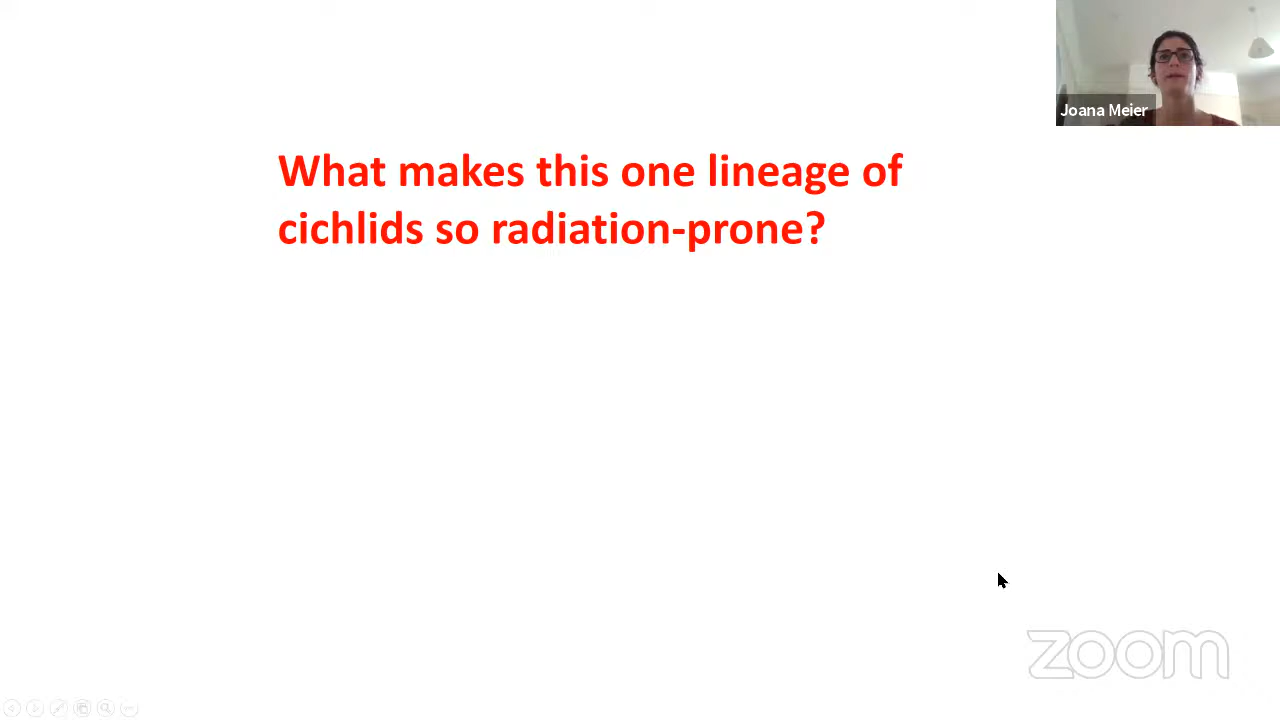 Joana Meier
What makes this one lineage of
cichlids so radiation-prone?
zoom